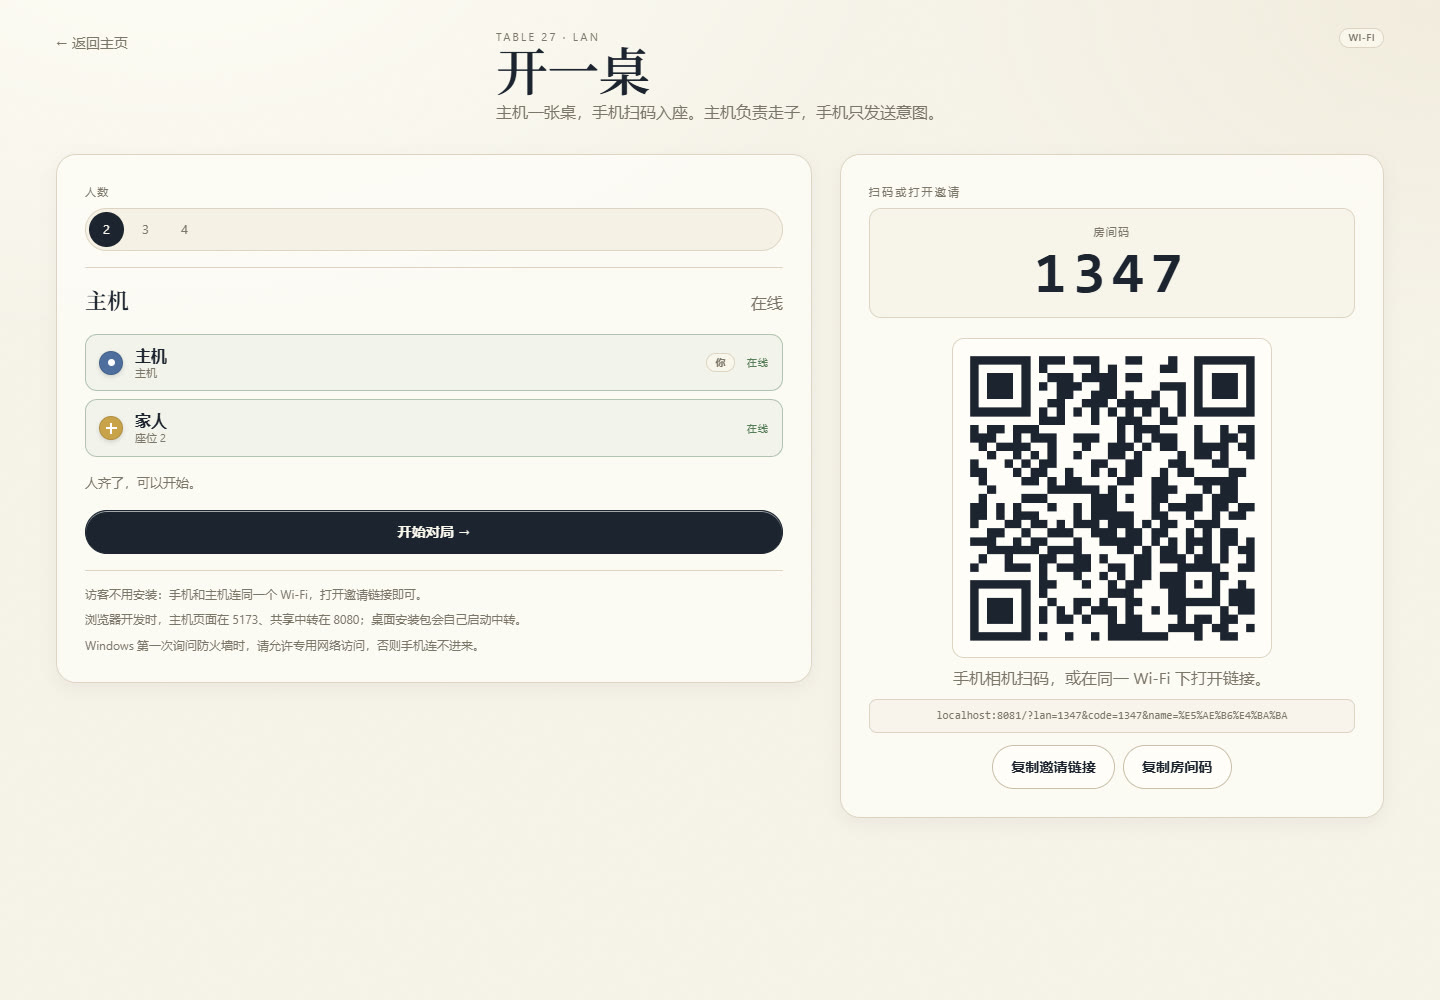 ← 返回主页
TABLE 27 · LAN
开一桌
主机一张桌，手机扫码入座。主机负责走子，手机只发送意图。
WI-FI
人数
2 3 4
主机 在线
主机
主机
你 在线
家人
座位 2
在线
人齐了，可以开始。
开始对局 →
访客不用安装：手机和主机连同一个 Wi-Fi，打开邀请链接即可。
浏览器开发时，主机页面在 5173、共享中转在 8080；桌面安装包会自己启动中转。
Windows 第一次询问防火墙时，请允许专用网络访问，否则手机连不进来。
扫码或打开邀请
房间码
1347
手机相机扫码，或在同一 Wi-Fi 下打开链接。
localhost:8081/?lan=1347&code=1347&name=%E5%AE%B6%E4%BA%BA
复制邀请链接 复制房间码